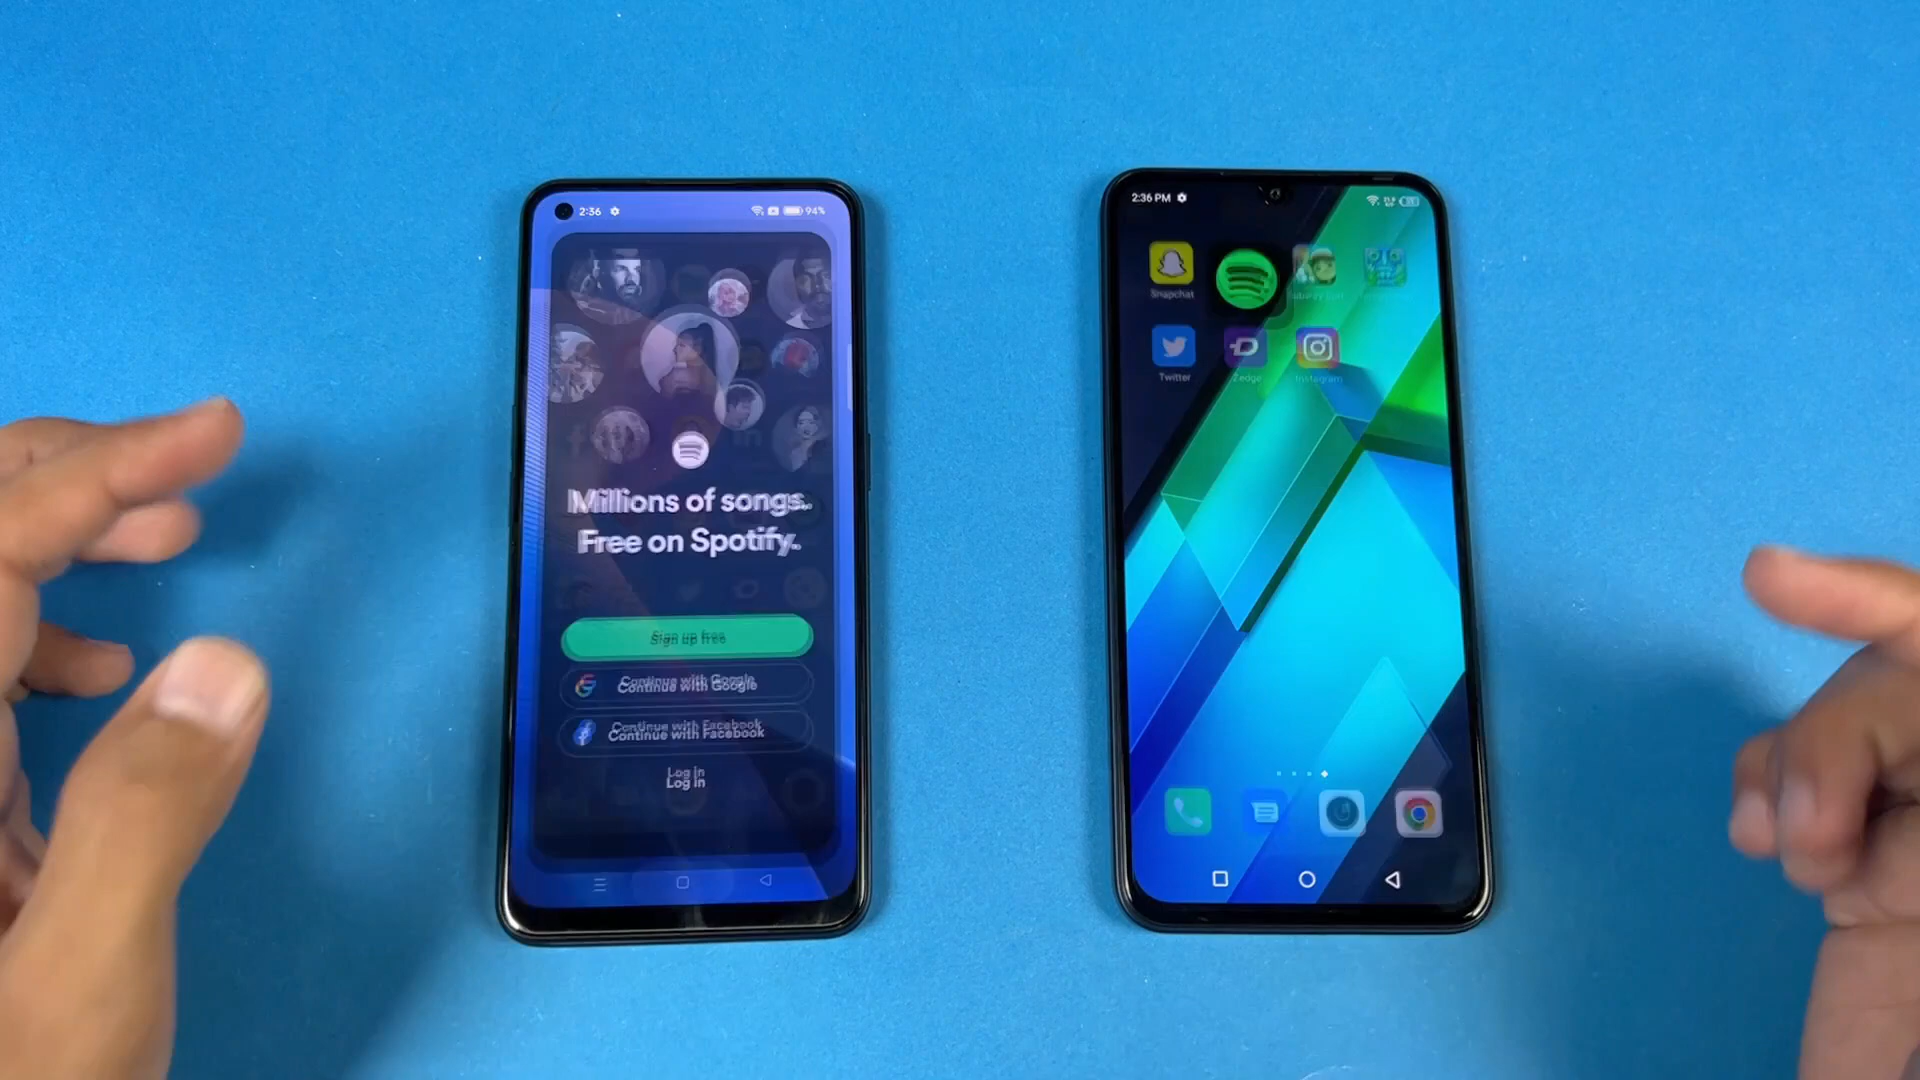 2:36
94%
Millions of songs.
Free on Spotify.
Sign up free
Continue with Google
Continue with Facebook
Log in
2:36 PM
Snapchat
Twitter
Zedge
Instagram